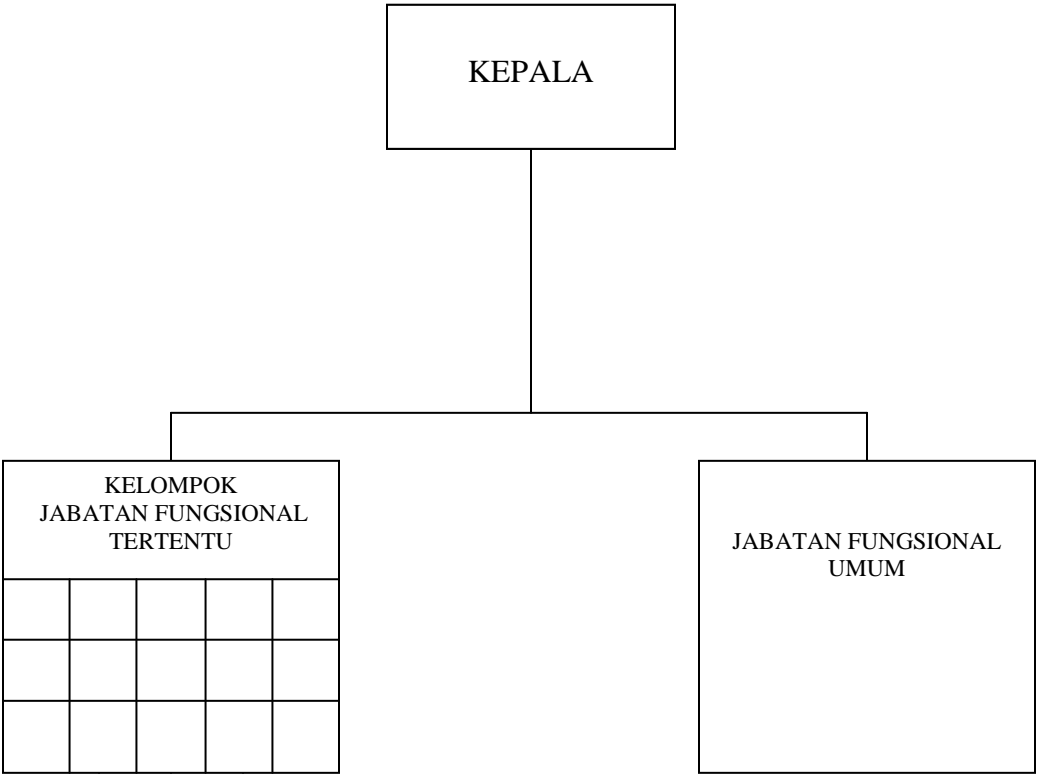 KEPALA
KELOMPOK
JABATAN FUNGSIONAL
TERTENTU
JABATAN FUNGSIONAL
UMUM